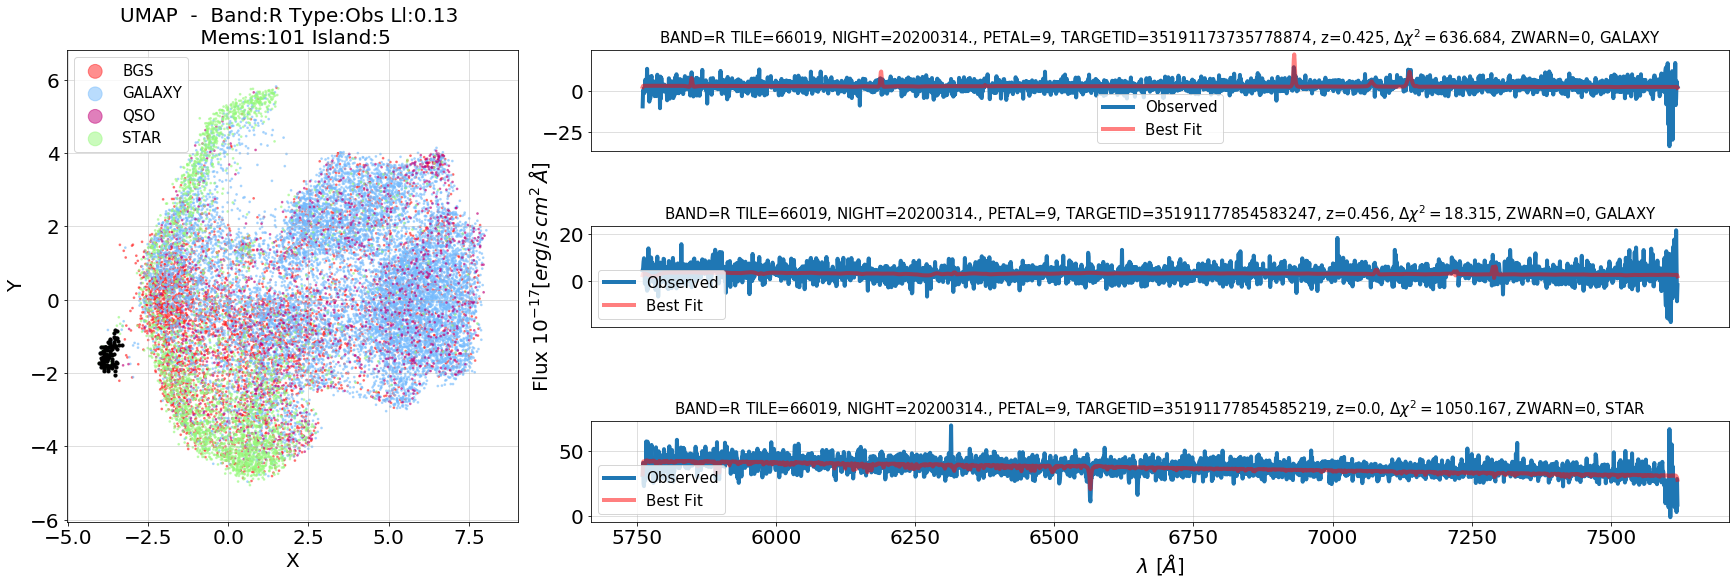 UMAP - Band:R Type:Obs Ll:0.13
Mems:101 Island:5
BGS
GALAXY
QSO
STAR
Y
6
4
2
0
−2
−4
−6
−5.0 −2.5 0.0 2.5 5.0 7.5
X
Flux 10⁻¹⁷[erg/s cm² Å]
BAND=R TILE=66019, NIGHT=20200314., PETAL=9, TARGETID=35191173735778874, z=0.425, Δχ² = 636.684, ZWARN=0, GALAXY
0
−25
Observed
Best Fit
BAND=R TILE=66019, NIGHT=20200314., PETAL=9, TARGETID=35191177854583247, z=0.456, Δχ² = 18.315, ZWARN=0, GALAXY
20
0
Observed
Best Fit
BAND=R TILE=66019, NIGHT=20200314., PETAL=9, TARGETID=35191177854585219, z=0.0, Δχ² = 1050.167, ZWARN=0, STAR
50
0
Observed
Best Fit
5750 6000 6250 6500 6750 7000 7250 7500
λ [Å]